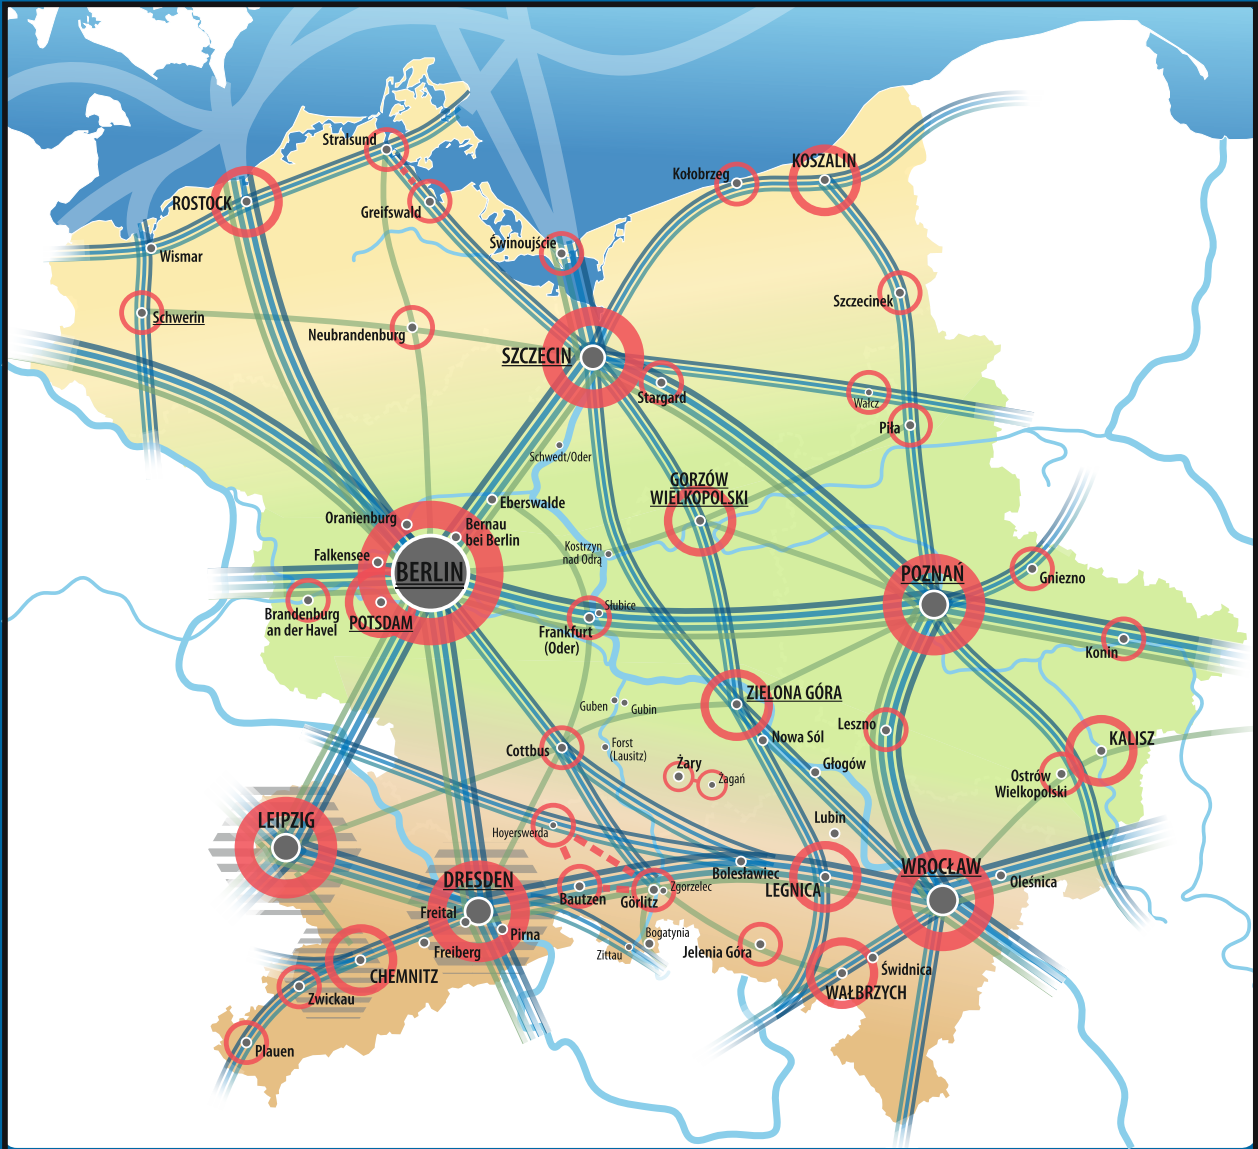 Stralsund
KOSZALIN
Kołobrzeg
ROSTOCK
Greifswald
Świnoujście
Wismar
Szczecinek
Schwerin
Neubrandenburg
SZCZECIN
Stargard
Wałcz
Piła
Schwedt/Oder
GORZÓW
WIELKOPOLSKI
Eberswalde
Oranienburg
Bernau
bei Berlin
Falkensee
Kostrzyn
nad Odrą
BERLIN
POZNAŃ
Gniezno
Brandenburg
an der Havel
POTSDAM
Słubice
Frankfurt
(Oder)
Konin
ZIELONA GÓRA
Guben
Gubin
Leszno
Nowa Sól
KALISZ
Cottbus
Forst
(Lausitz)
Żary
Żagań
Głogów
Ostrów
Wielkopolski
LEIPZIG
Lubin
Hoyerswerda
Bolesławiec
WROCŁAW
DRESDEN
Zgorzelec
LEGNICA
Oleśnica
Bautzen
Görlitz
Freital
Pirna
Freiberg
Bogatynia
Zittau
Jelenia Góra
CHEMNITZ
Świdnica
Zwickau
WAŁBRZYCH
Plauen